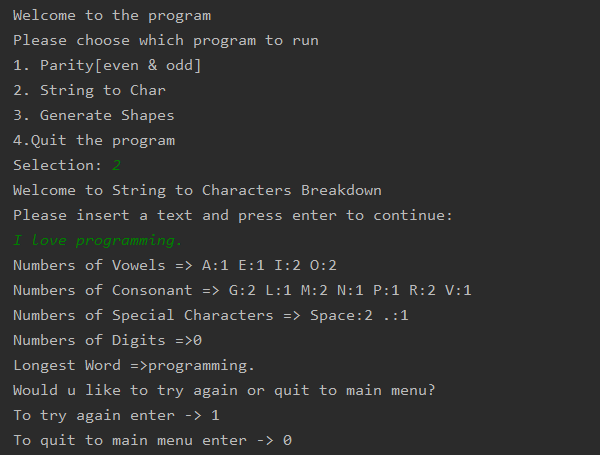 Welcome to the program
Please choose which program to run
1. Parity[even & odd]
2. String to Char
3. Generate Shapes
4.Quit the program
Selection: 2
Welcome to String to Characters Breakdown
Please insert a text and press enter to continue:
I love programming.
Numbers of Vowels => A:1 E:1 I:2 O:2
Numbers of Consonant => G:2 L:1 M:2 N:1 P:1 R:2 V:1
Numbers of Special Characters => Space:2 .:1
Numbers of Digits =>0
Longest Word =>programming.
Would u like to try again or quit to main menu?
To try again enter -> 1
To quit to main menu enter -> 0